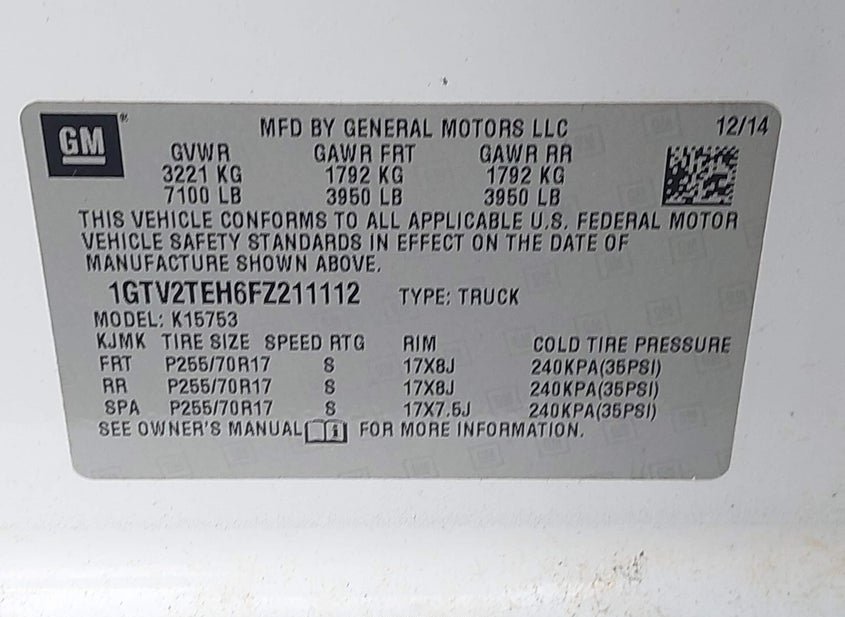 GM® MFD BY GENERAL MOTORS LLC 12/14
GVWR GAWR FRT GAWR RR
3221 KG 1792 KG 1792 KG
7100 LB 3950 LB 3950 LB
THIS VEHICLE CONFORMS TO ALL APPLICABLE U.S. FEDERAL MOTOR
VEHICLE SAFETY STANDARDS IN EFFECT ON THE DATE OF
MANUFACTURE SHOWN ABOVE.
1GTV2TEH6FZ211112 TYPE: TRUCK
MODEL: K15753
KJMK TIRE SIZE SPEED RTG RIM COLD TIRE PRESSURE
FRT P255/70R17 S 17X8J 240KPA(35PSI)
RR P255/70R17 S 17X8J 240KPA(35PSI)
SPA P255/70R17 S 17X7.5J 240KPA(35PSI)
SEE OWNER'S MANUAL i FOR MORE INFORMATION.